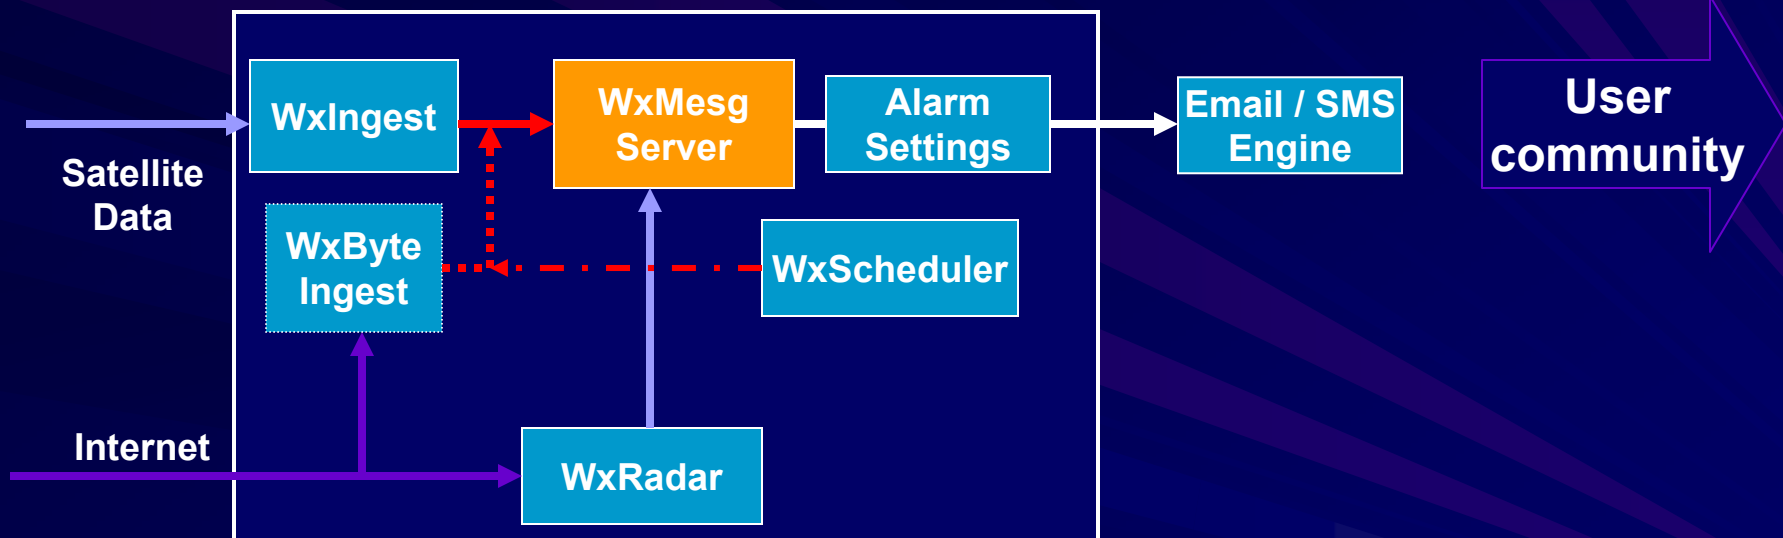 WxIngest
WxMesg
Server
Alarm
Settings
Email / SMS
Engine
User
community
Satellite
Data
WxByte
Ingest
WxScheduler
Internet
WxRadar